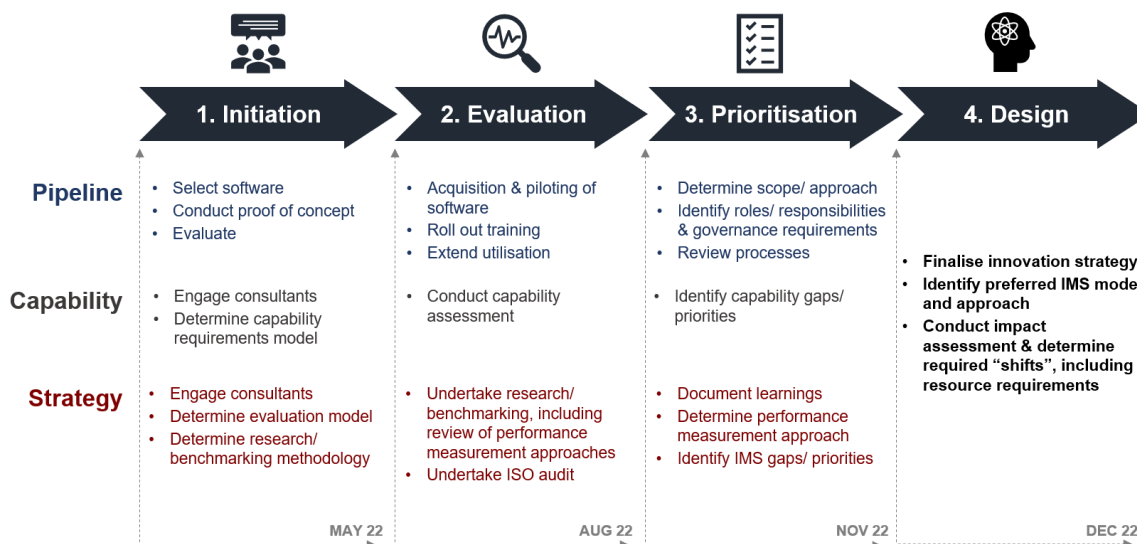 1. Initiation
2. Evaluation
3. Prioritisation
4. Design
Pipeline
• Select software
• Conduct proof of concept
• Evaluate
• Acquisition & piloting of
software
• Roll out training
• Extend utilisation
• Determine scope/ approach
• Identify roles/ responsibilities
& governance requirements
• Review processes
Capability
• Engage consultants
• Determine capability
requirements model
• Conduct capability
assessment
• Identify capability gaps/
priorities
Strategy
• Engage consultants
• Determine evaluation model
• Determine research/
benchmarking methodology
• Undertake research/
benchmarking, including
review of performance
measurement approaches
• Undertake ISO audit
• Document learnings
• Determine performance
measurement approach
• Identify IMS gaps/ priorities
• Finalise innovation strategy
• Identify preferred IMS mode
and approach
• Conduct impact
assessment & determine
required “shifts”, including
resource requirements
MAY 22
AUG 22
NOV 22
DEC 22